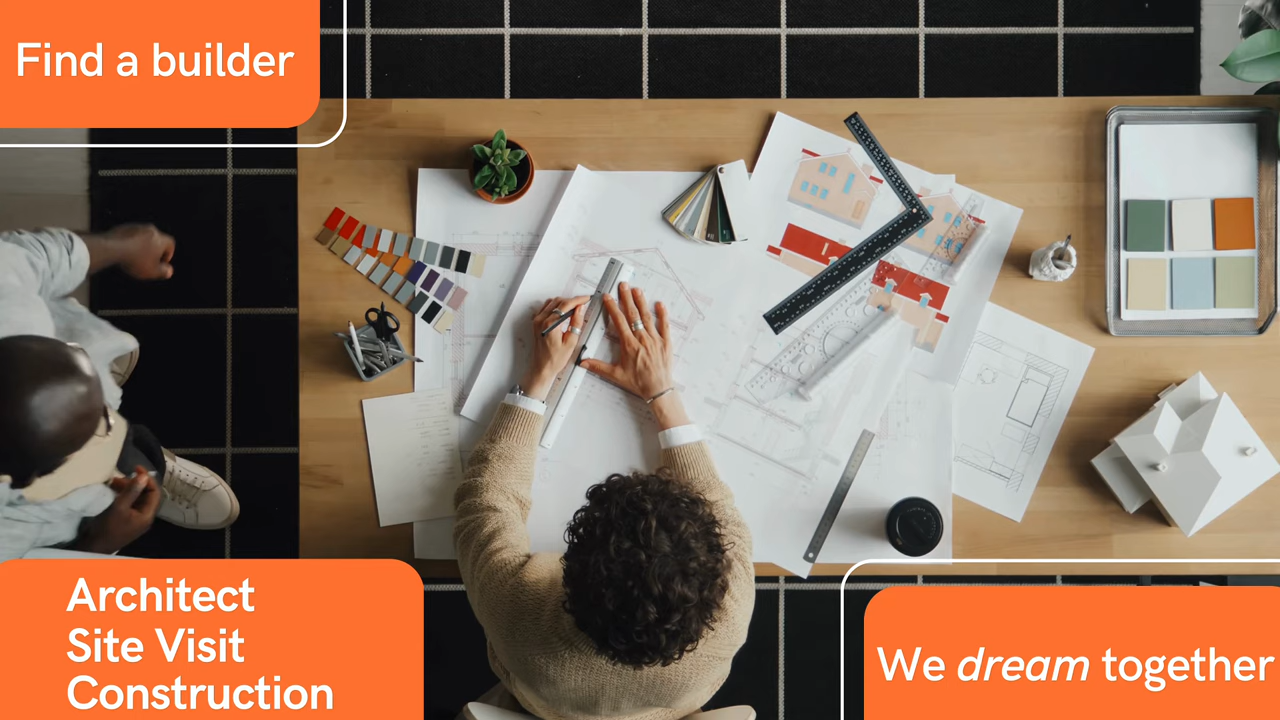 Find a builder
Architect
Site Visit
Construction
We dream together